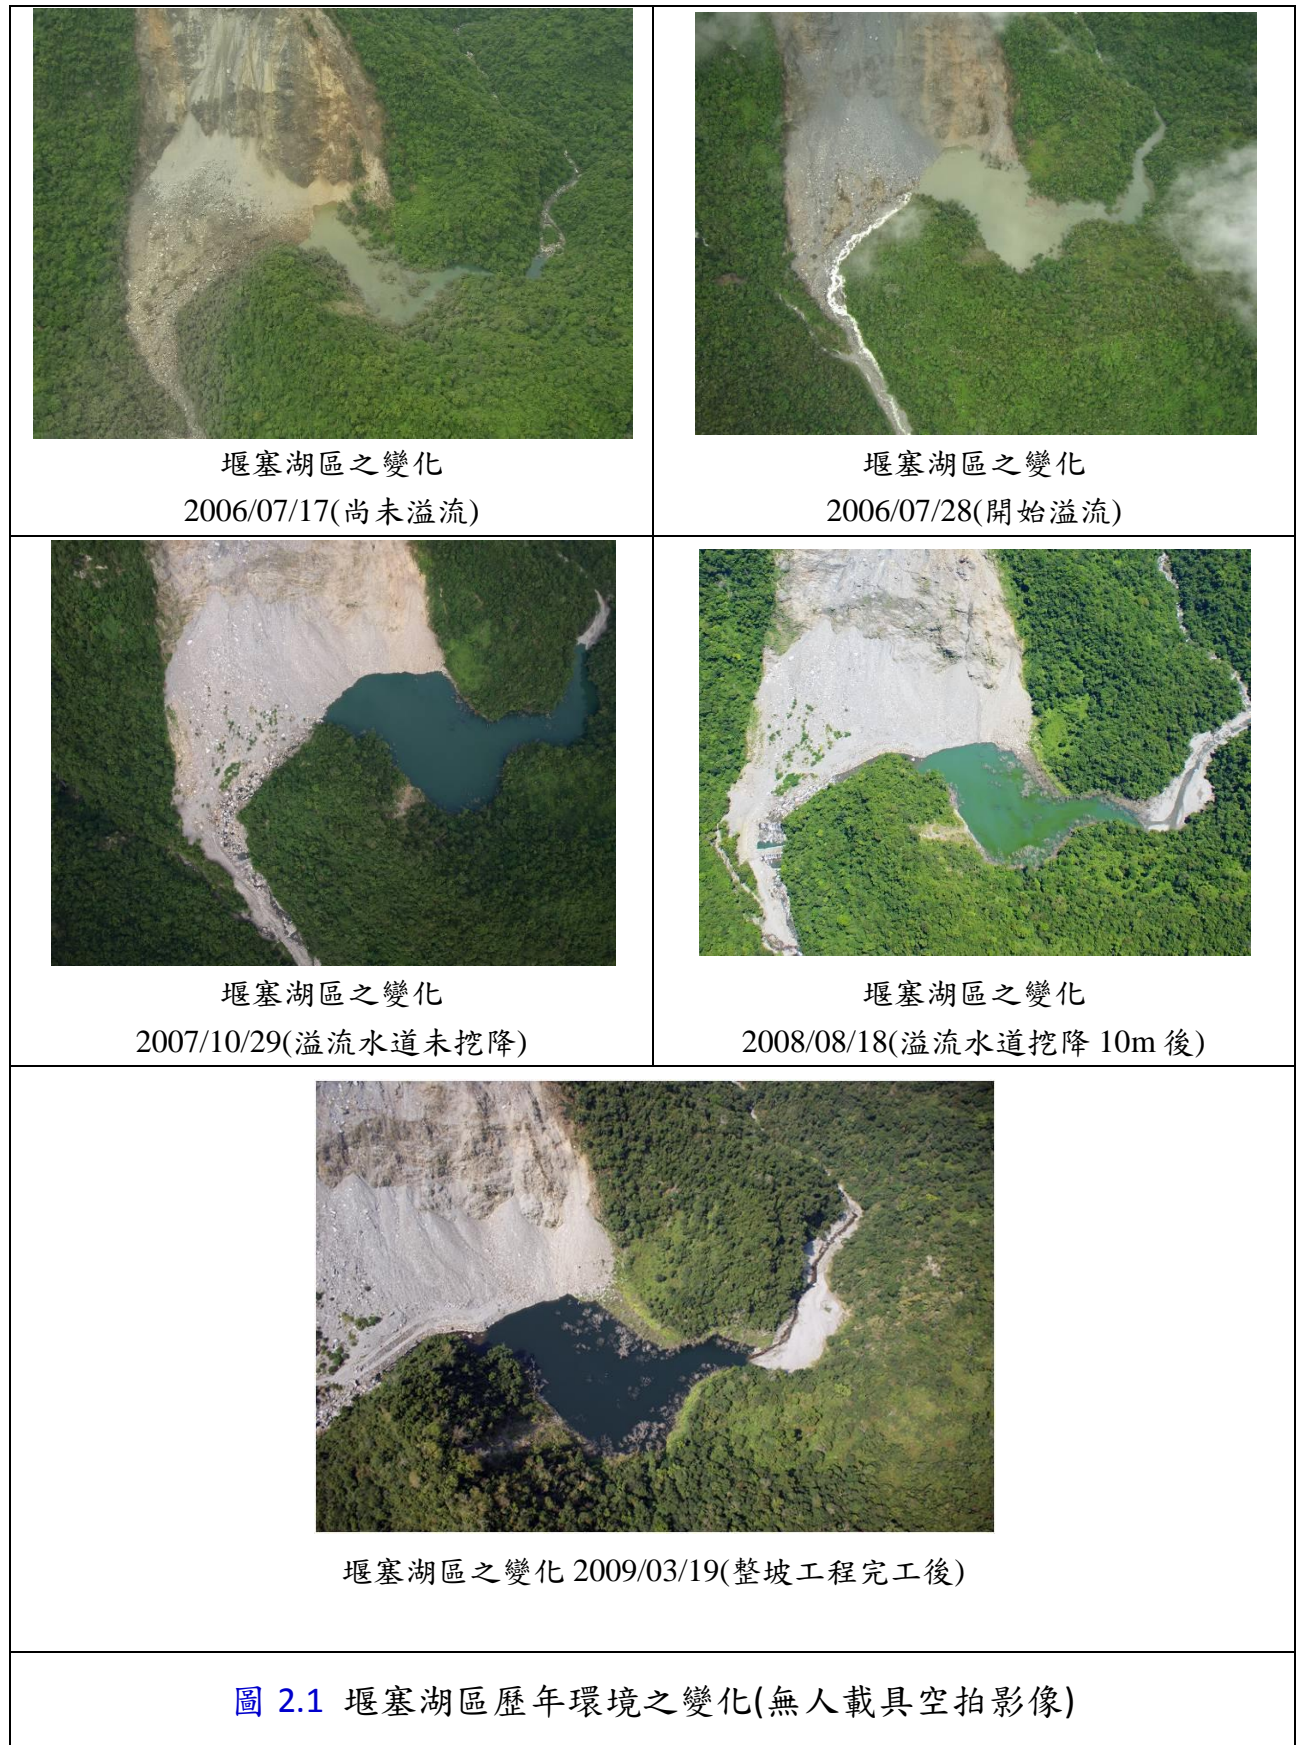 堰塞湖區之變化
2006/07/17(尚未溢流)
堰塞湖區之變化
2006/07/28(開始溢流)
堰塞湖區之變化
2007/10/29(溢流水道未挖降)
堰塞湖區之變化
2008/08/18(溢流水道挖降 10m 後)
堰塞湖區之變化 2009/03/19(整坡工程完工後)
圖 2.1 堰塞湖區歷年環境之變化(無人載具空拍影像)